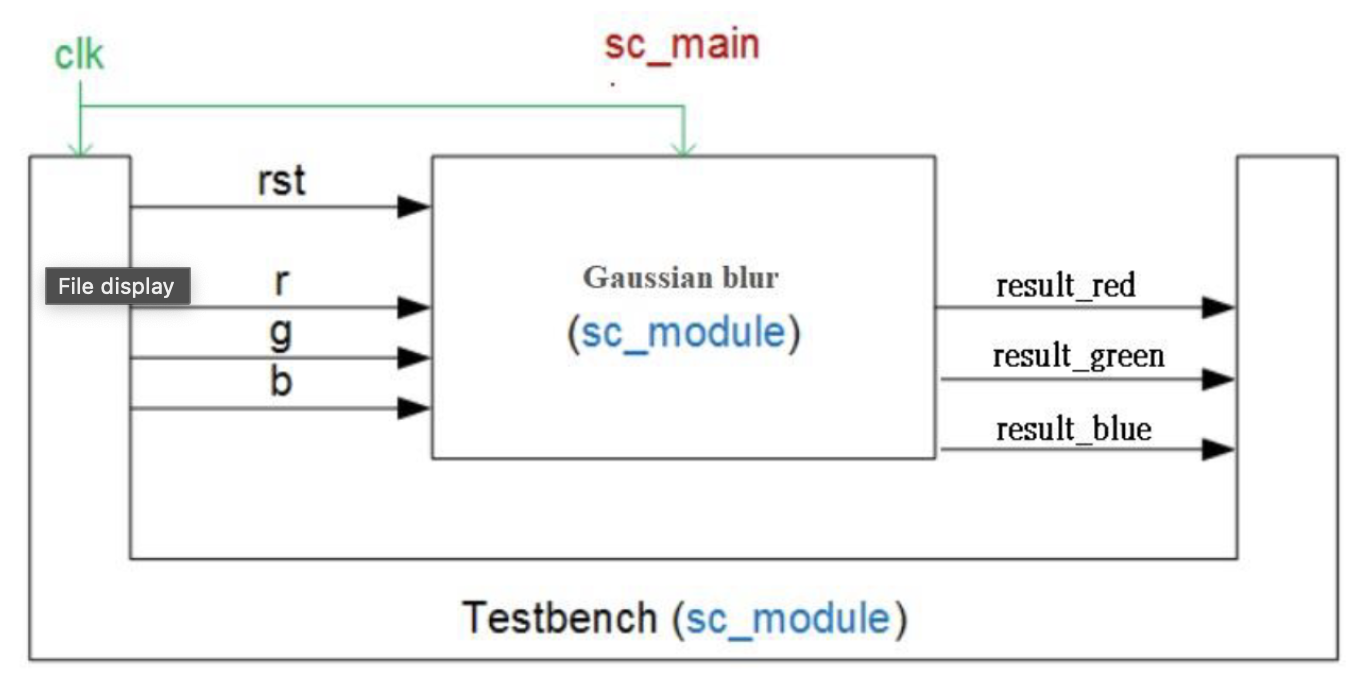 clk
sc_main
rst
File display
r
g
b
Gaussian blur
(sc_module)
result_red
result_green
result_blue
Testbench (sc_module)